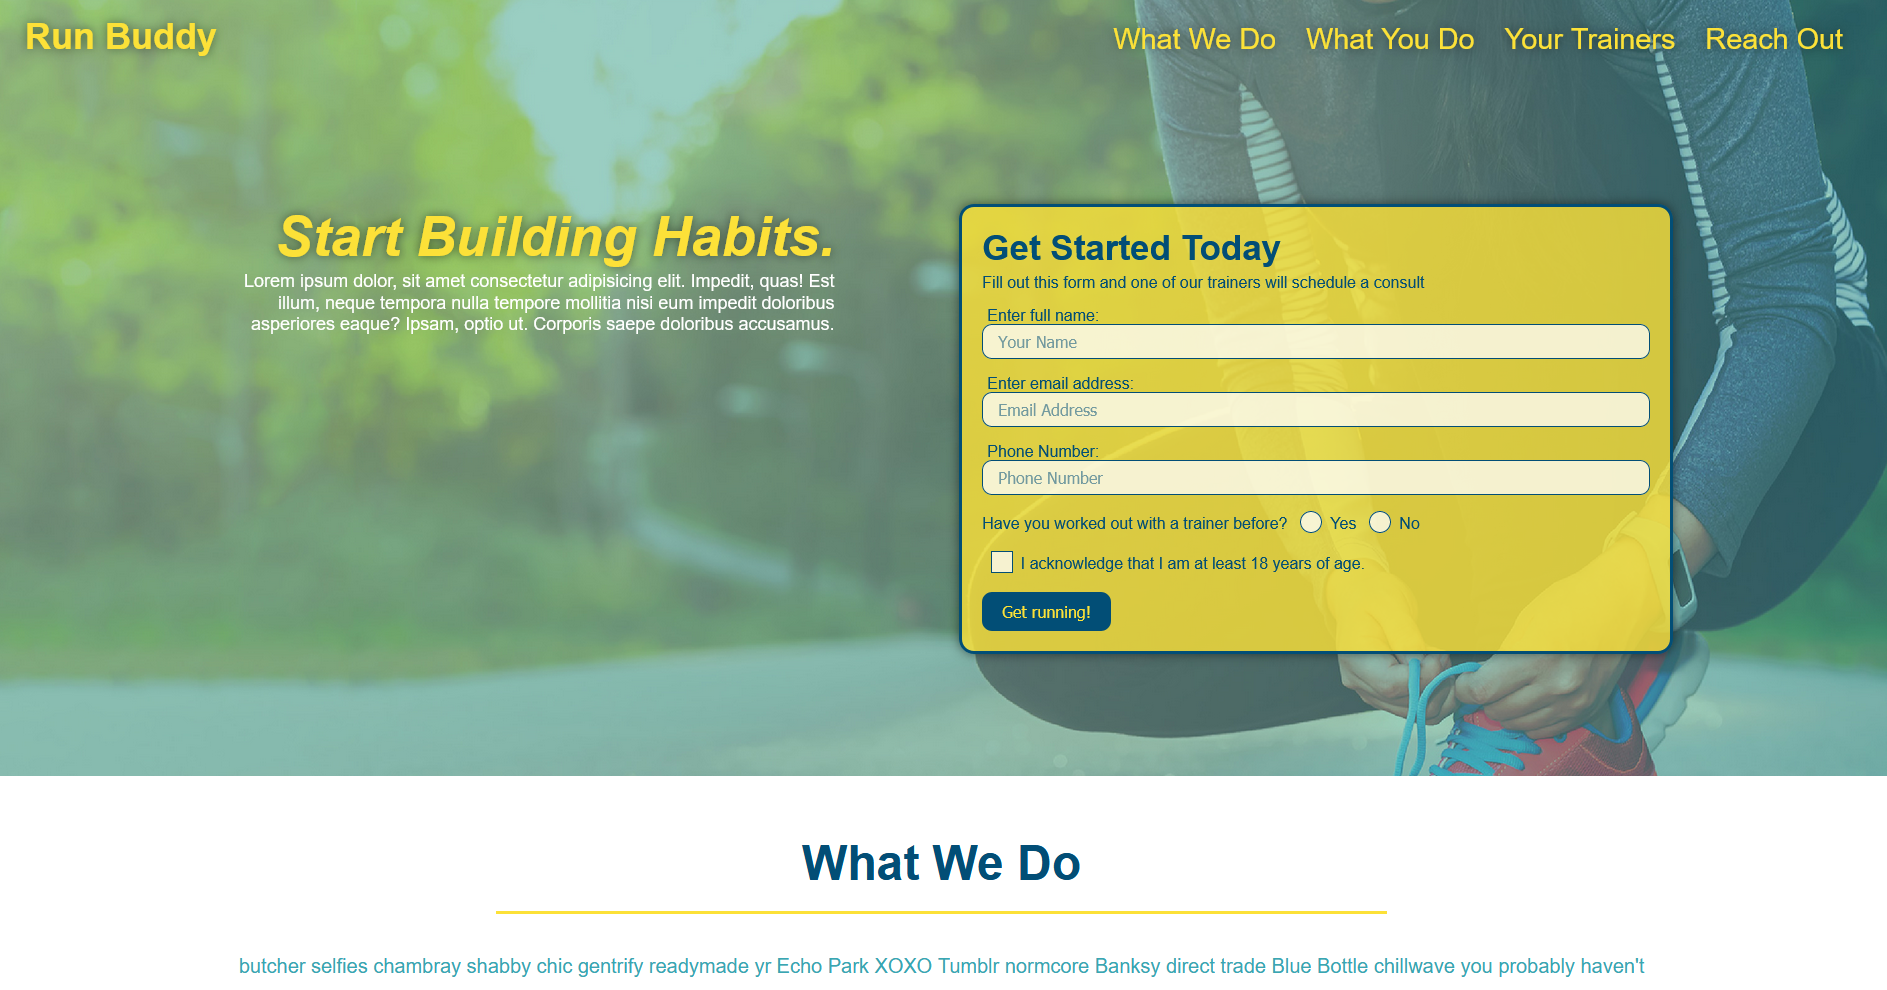 Run Buddy
What We Do
What You Do
Your Trainers
Reach Out
Start Building Habits.
Lorem ipsum dolor, sit amet consectetur adipisicing elit. Impedit, quas! Est
illum, neque tempora nulla tempore mollitia nisi eum impedit doloribus
asperiores eaque? Ipsam, optio ut. Corporis saepe doloribus accusamus.
Get Started Today
Fill out this form and one of our trainers will schedule a consult
Enter full name:
Your Name
Enter email address:
Email Address
Phone Number:
Phone Number
Have you worked out with a trainer before? Yes No
I acknowledge that I am at least 18 years of age.
Get running!
What We Do
butcher selfies chambray shabby chic gentrify readymade yr Echo Park XOXO Tumblr normcore Banksy direct trade Blue Bottle chillwave you probably haven't